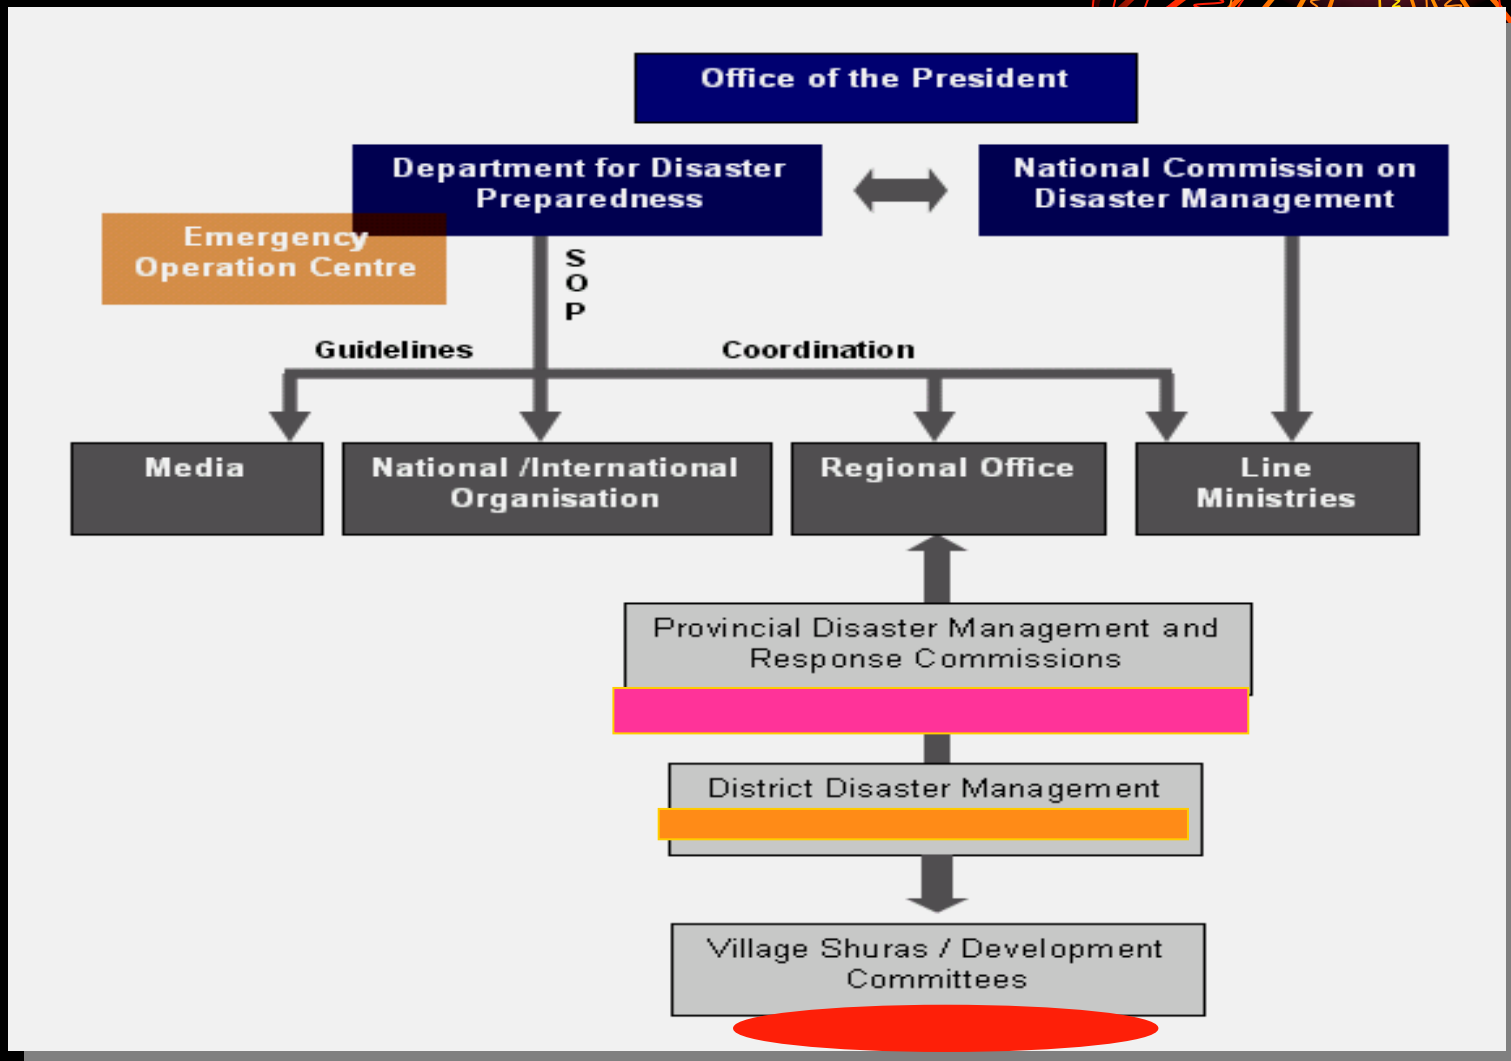 Office of the President
Department for Disaster
Preparedness
National Commission on
Disaster Management
Emergency
Operation Centre
S
O
P
Guidelines
Coordination
Media
National /International
Organisation
Regional Office
Line
Ministries
Provincial Disaster Management and
Response Commissions
District Disaster Management
Village Shuras / Development
Committees